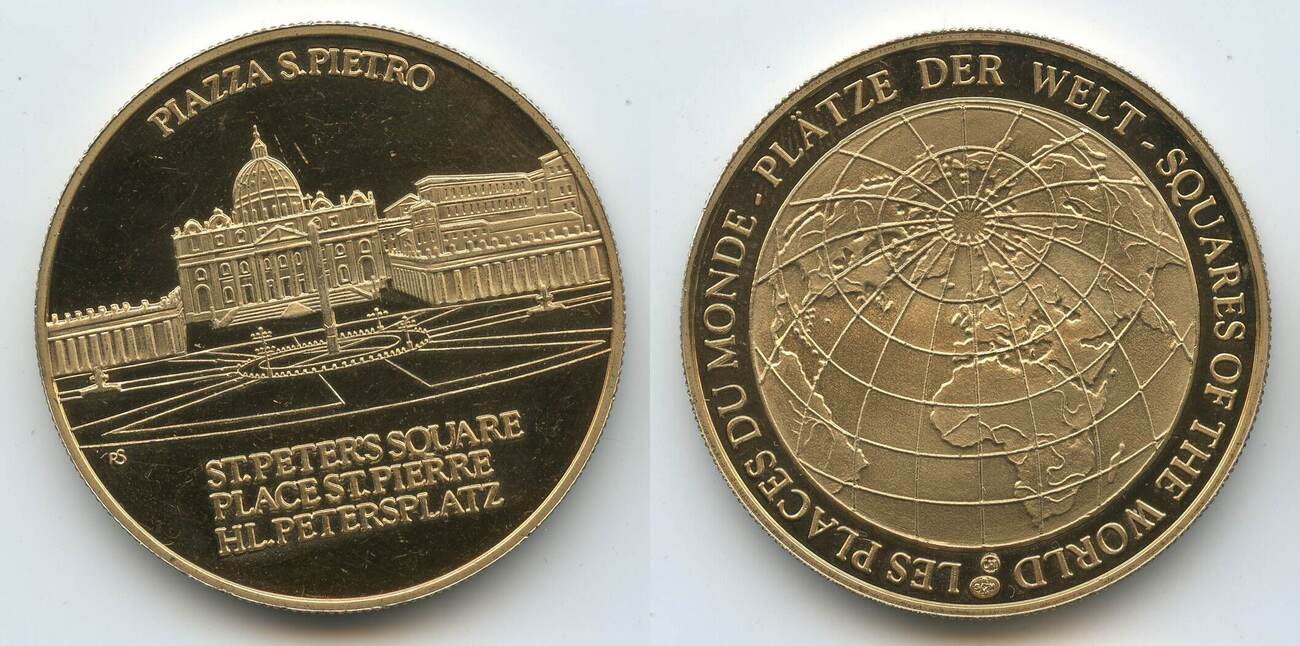 PIAZZA S.PIETRO
PS
ST.PETER'S SQUARE
PLACE ST.PIERRE
HL.PETERSPLATZ
LES PLACES DU MONDE - PLÄTZE DER WELT - SQUARES OF THE WORLD